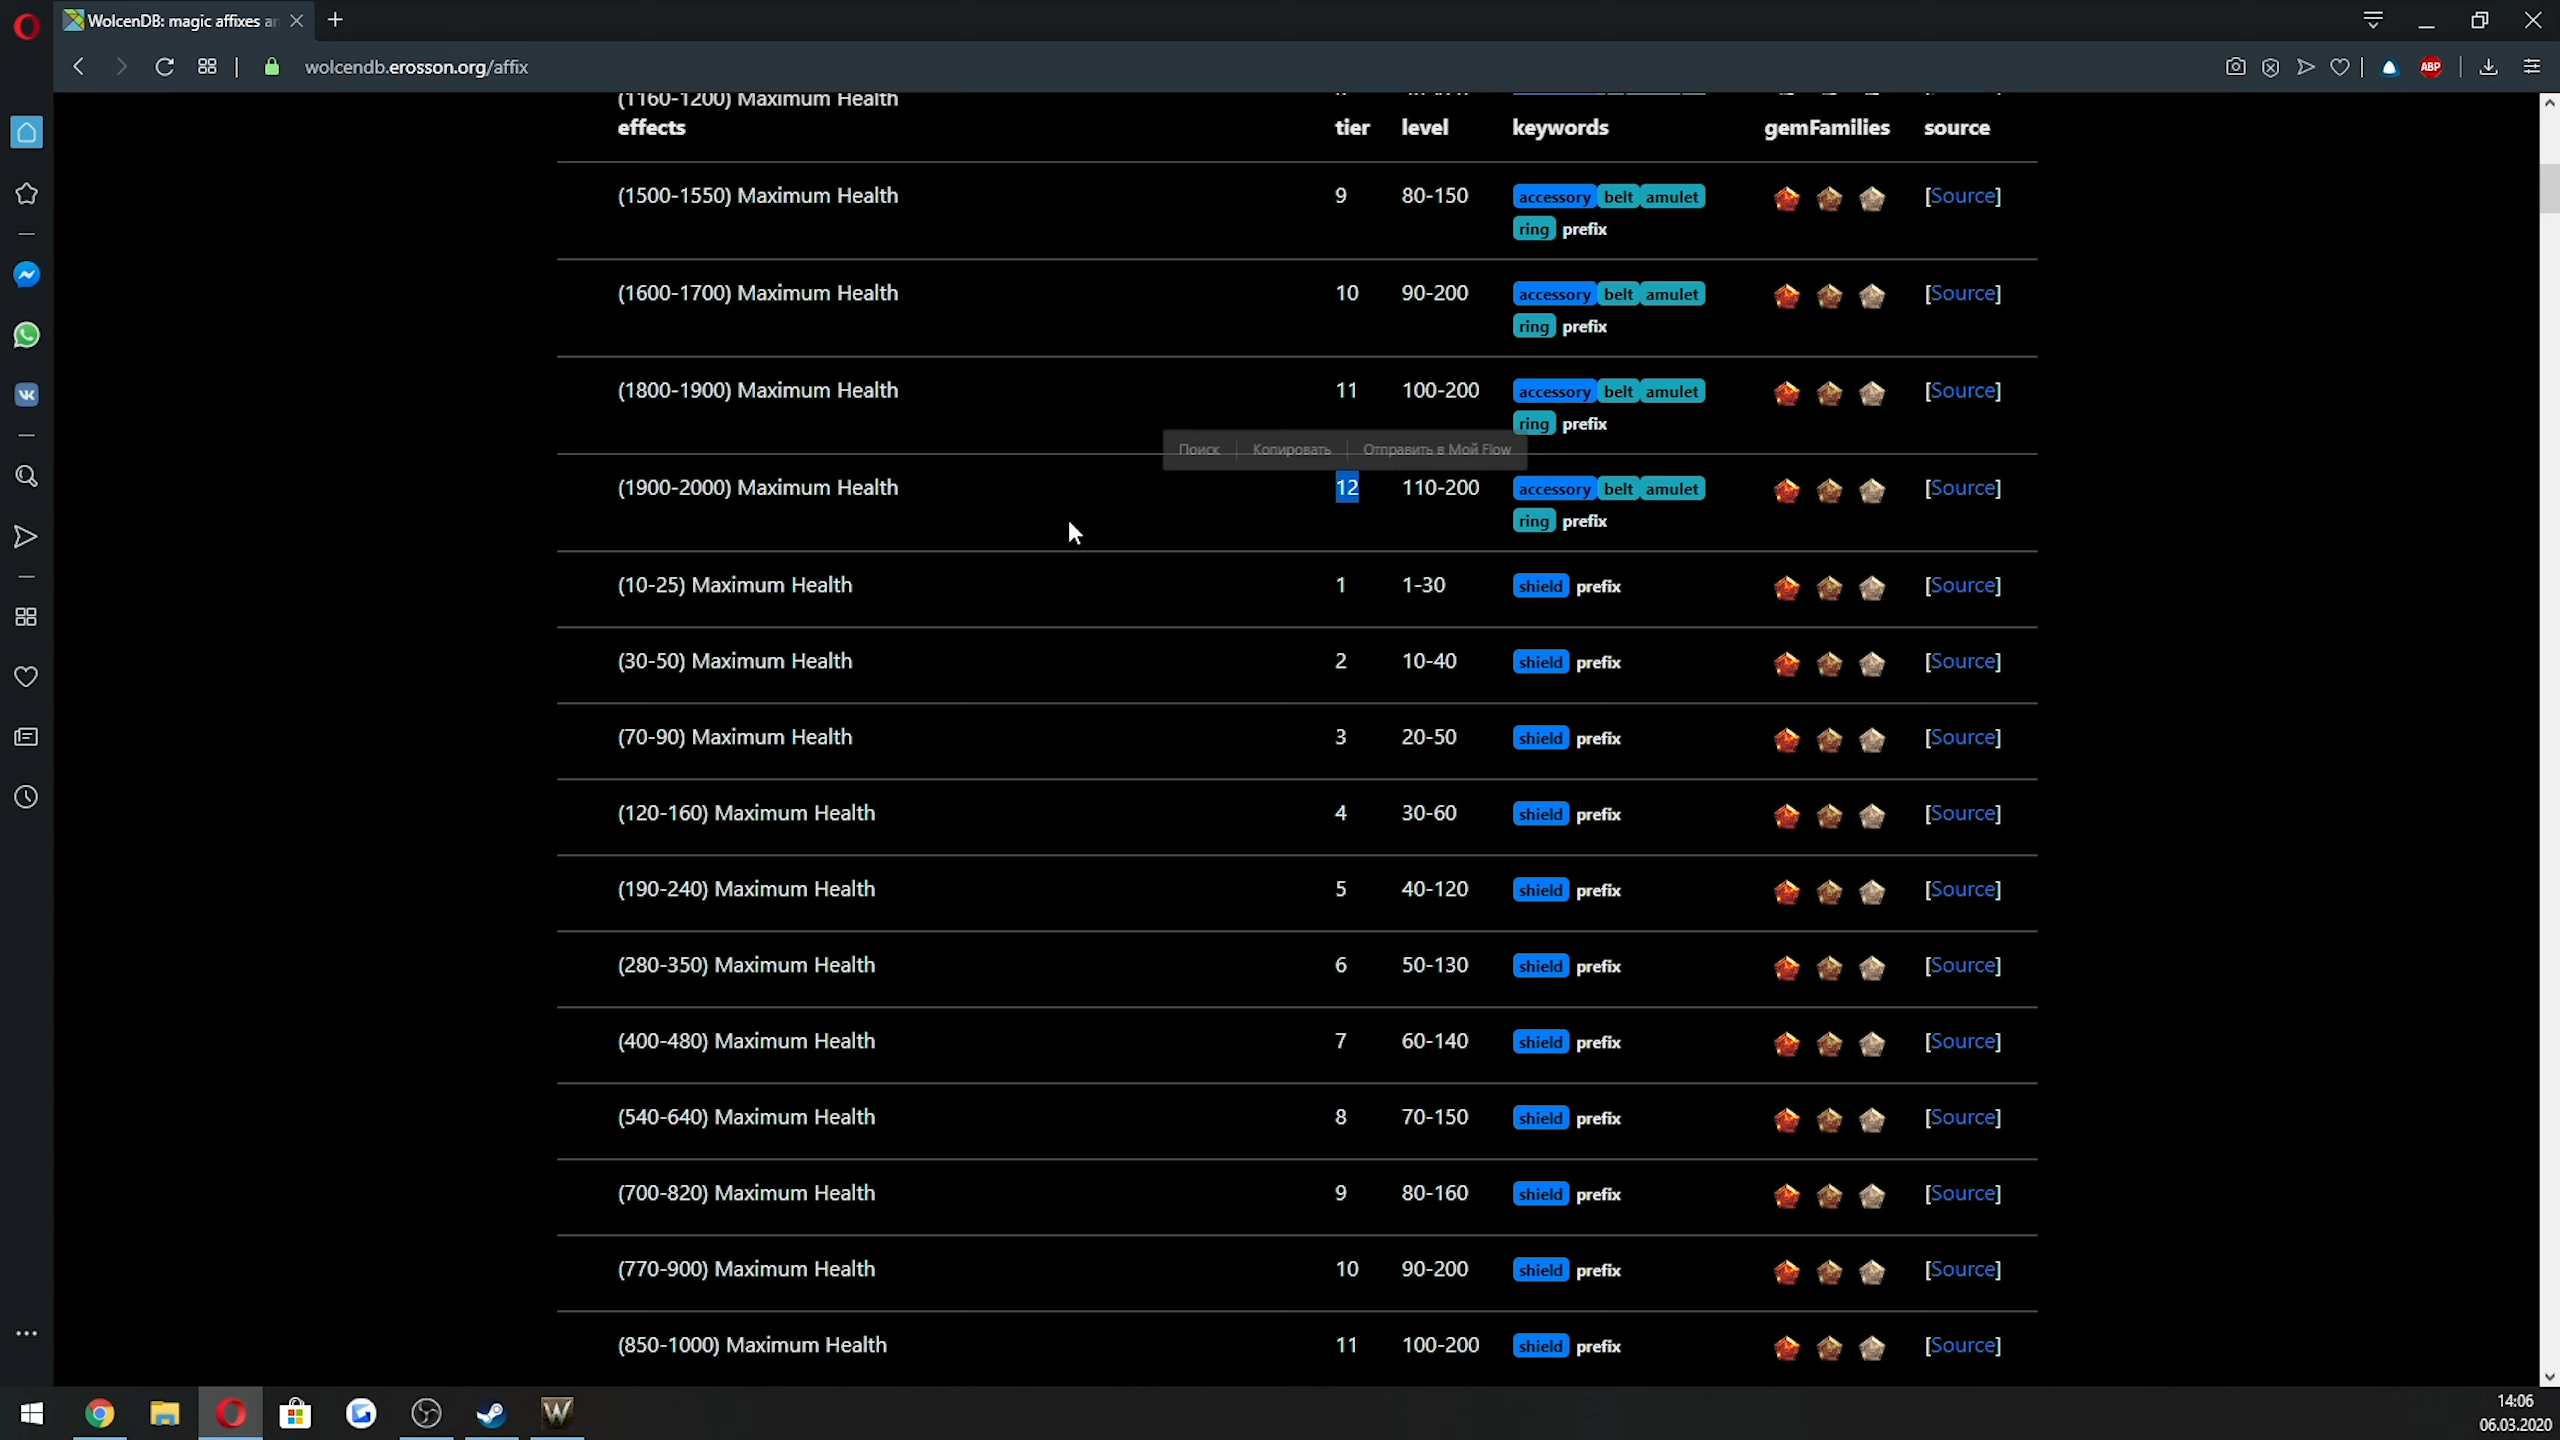 WolcenDB: magic affixes a
wolcendb.erosson.org/affix
ABP
(1160-1200) Maximum Health
effects tier level keywords gemFamilies source
(1500-1550) Maximum Health 9 80-150 accessory belt amulet [Source]
ring prefix
(1600-1700) Maximum Health 10 90-200 accessory belt amulet [Source]
ring prefix
(1800-1900) Maximum Health 11 100-200 accessory belt amulet [Source]
ring prefix
Поиск Копировать Отправить в Мой Flow
(1900-2000) Maximum Health 12 110-200 accessory belt amulet [Source]
ring prefix
(10-25) Maximum Health 1 1-30 shield prefix [Source]
(30-50) Maximum Health 2 10-40 shield prefix [Source]
(70-90) Maximum Health 3 20-50 shield prefix [Source]
(120-160) Maximum Health 4 30-60 shield prefix [Source]
(190-240) Maximum Health 5 40-120 shield prefix [Source]
(280-350) Maximum Health 6 50-130 shield prefix [Source]
(400-480) Maximum Health 7 60-140 shield prefix [Source]
(540-640) Maximum Health 8 70-150 shield prefix [Source]
(700-820) Maximum Health 9 80-160 shield prefix [Source]
(770-900) Maximum Health 10 90-200 shield prefix [Source]
(850-1000) Maximum Health 11 100-200 shield prefix [Source]
14:06
06.03.2020